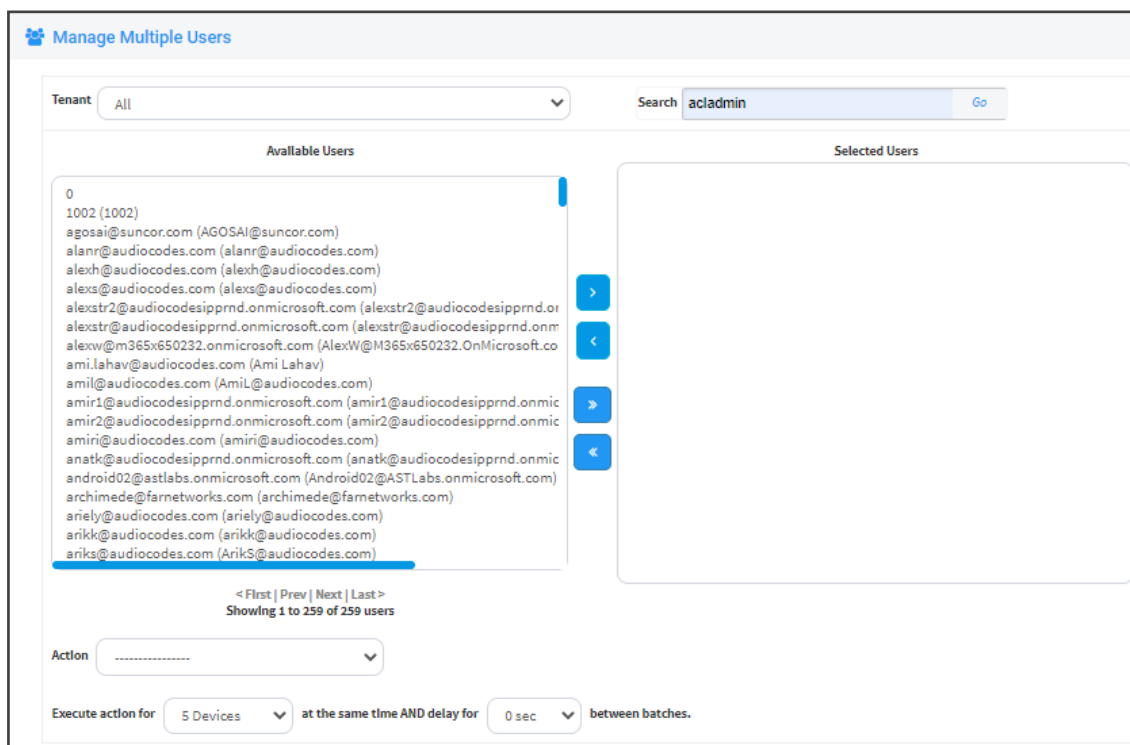 Manage Multiple Users
Tenant All Search acladmin Go
Available Users Selected Users
0
1002 (1002)
agosai@suncor.com (AGOSAI@suncor.com)
alanr@audiocodes.com (alanr@audiocodes.com)
alexh@audiocodes.com (alexh@audiocodes.com)
alexs@audiocodes.com (alexs@audiocodes.com)
alexstr2@audiocodesipprnd.onmicrosoft.com (alexstr2@audiocodesipprnd.or
alexstr@audiocodesipprnd.onmicrosoft.com (alexstr@audiocodesipprnd.onm
alexw@m365x650232.onmicrosoft.com (AlexW@M365x650232.OnMicrosoft.co
ami.lahav@audiocodes.com (Ami Lahav)
amil@audiocodes.com (AmiL@audiocodes.com)
amir1@audiocodesipprnd.onmicrosoft.com (amir1@audiocodesipprnd.onmic
amir2@audiocodesipprnd.onmicrosoft.com (amir2@audiocodesipprnd.onmic
amiri@audiocodes.com (amiri@audiocodes.com)
anatk@audiocodesipprnd.onmicrosoft.com (anatk@audiocodesipprnd.onmic
android02@astlabs.onmicrosoft.com (Android02@ASTLabs.onmicrosoft.com)
archimede@farnetworks.com (archimede@farnetworks.com)
ariely@audiocodes.com (ariely@audiocodes.com)
arikk@audiocodes.com (arikk@audiocodes.com)
ariks@audiocodes.com (ArikS@audiocodes.com)
< First | Prev | Next | Last >
Showing 1 to 259 of 259 users
Action ----------------
Execute action for 5 Devices at the same time AND delay for 0 sec between batches.